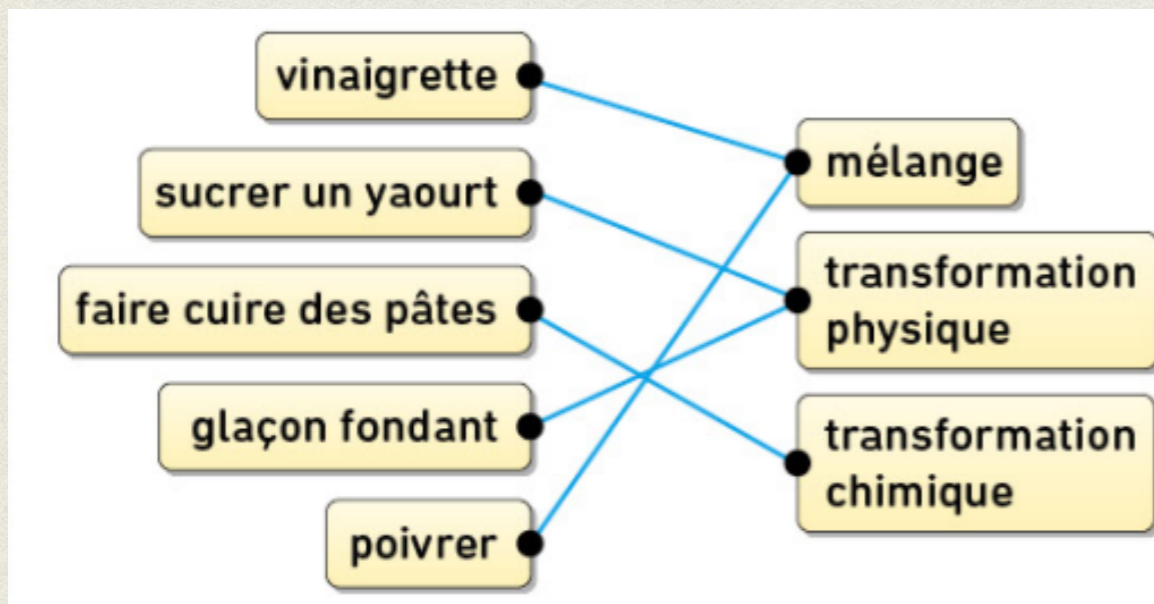 vinaigrette
sucrer un yaourt
faire cuire des pâtes
glaçon fondant
poivrer
mélange
transformation
physique
transformation
chimique